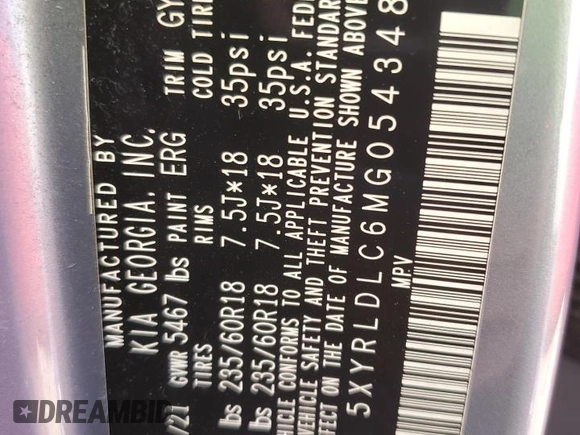 MANUFACTURED BY
KIA GEORGIA, INC.
/21 GVWR 5467 lbs PAINT ERG TRIM GY
TIRES RIMS COLD TIRE
lbs 235/60R18 7.5J*18 35psi
lbs 235/60R18 7.5J*18 35psi
HICLE CONFORMS TO ALL APPLICABLE U.S.A. FED
VEHICLE SAFETY AND THEFT PREVENTION STANDAR
FECT ON THE DATE OF MANUFACTURE SHOWN ABOVE
5XYRLDLC6MG054348
MPV
DREAMBID